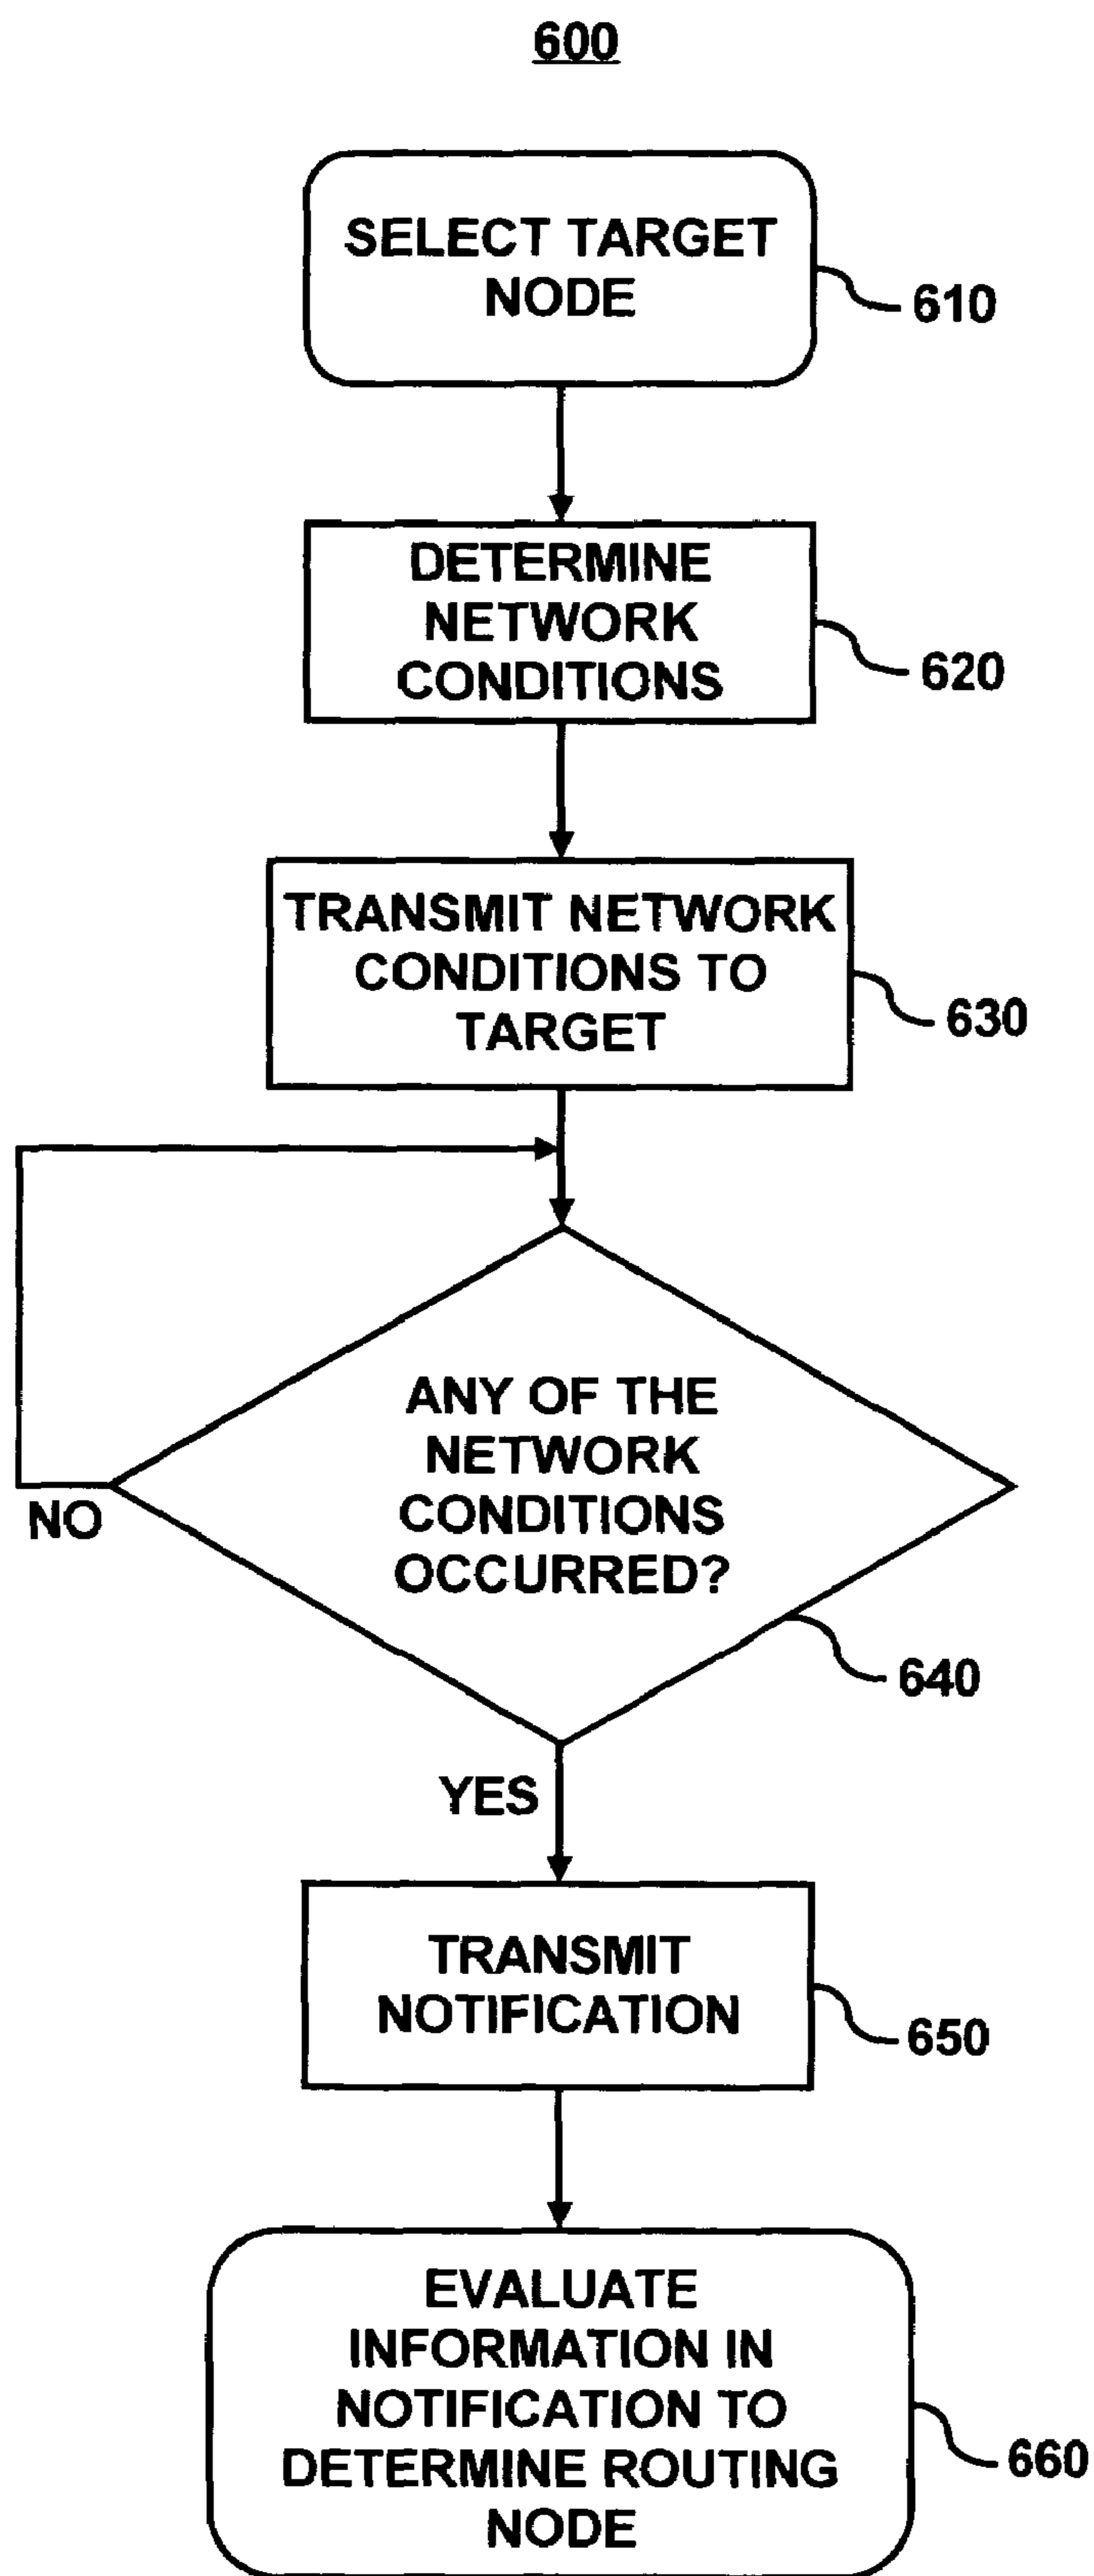 600
SELECT TARGET
NODE
610
DETERMINE
NETWORK
CONDITIONS
620
TRANSMIT NETWORK
CONDITIONS TO
TARGET
630
ANY OF THE
NETWORK
CONDITIONS
OCCURRED?
NO
640
YES
TRANSMIT
NOTIFICATION
650
EVALUATE
INFORMATION IN
NOTIFICATION TO
DETERMINE ROUTING
NODE
660